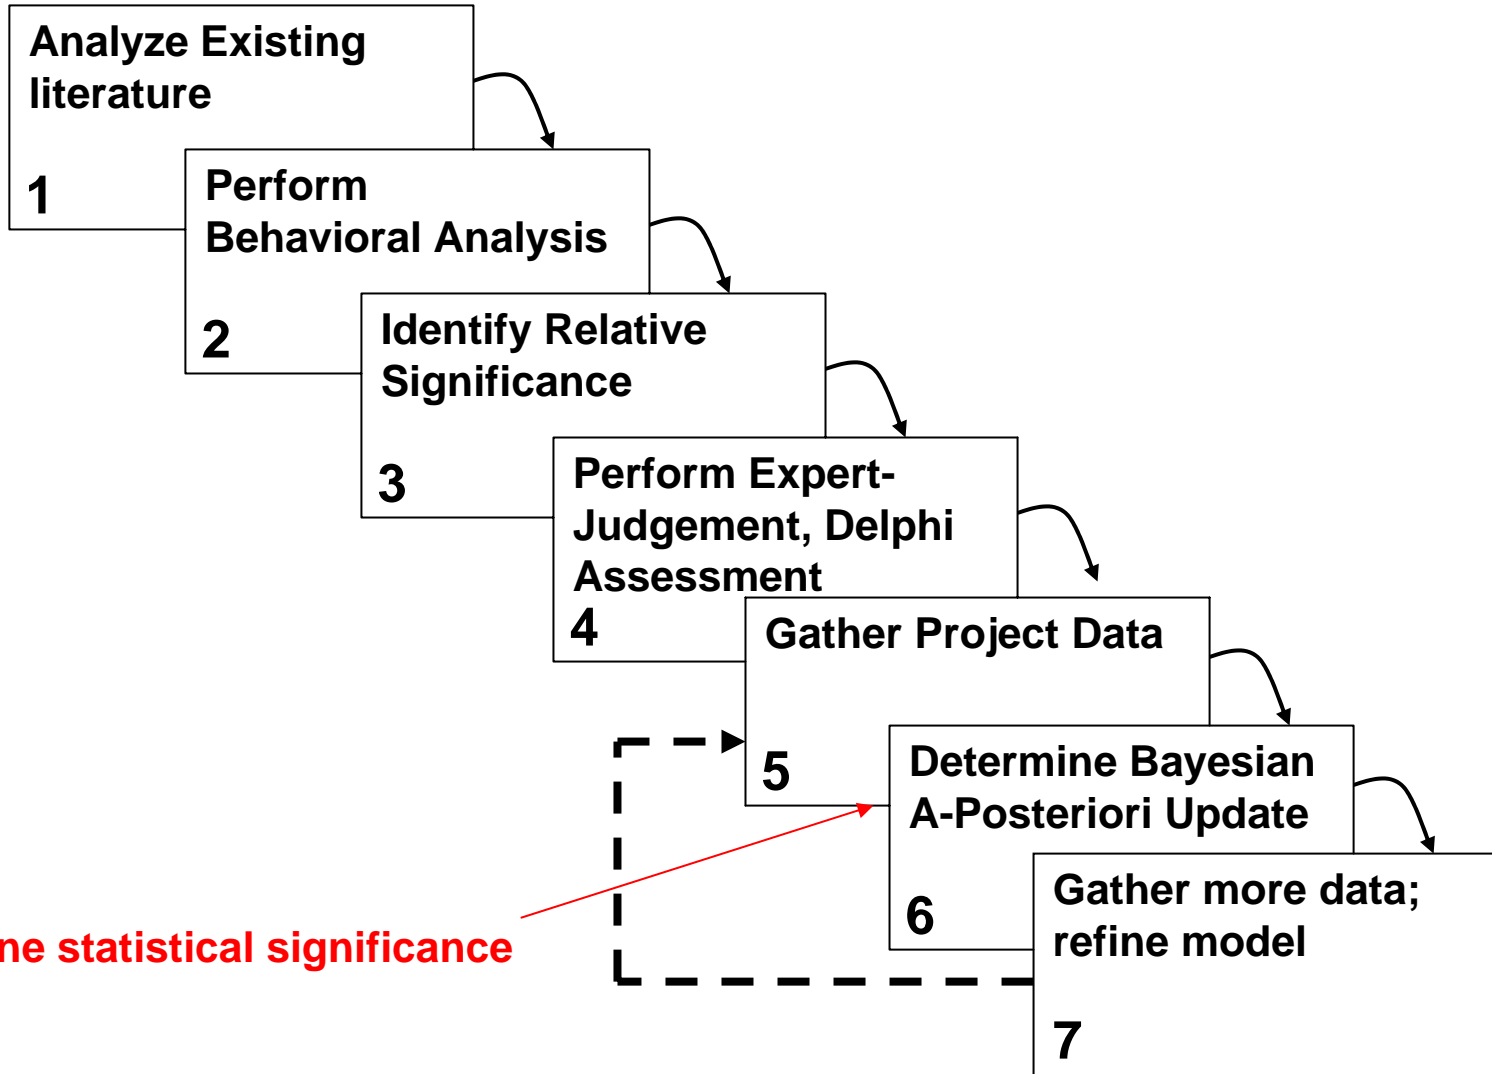 Analyze Existing
literature
1
Perform
Behavioral Analysis
2
Identify Relative
Significance
3
Perform Expert-
Judgement, Delphi
Assessment
4
Gather Project Data
5
Determine Bayesian
A-Posteriori Update
6
Gather more data;
refine model
7
statistical significance